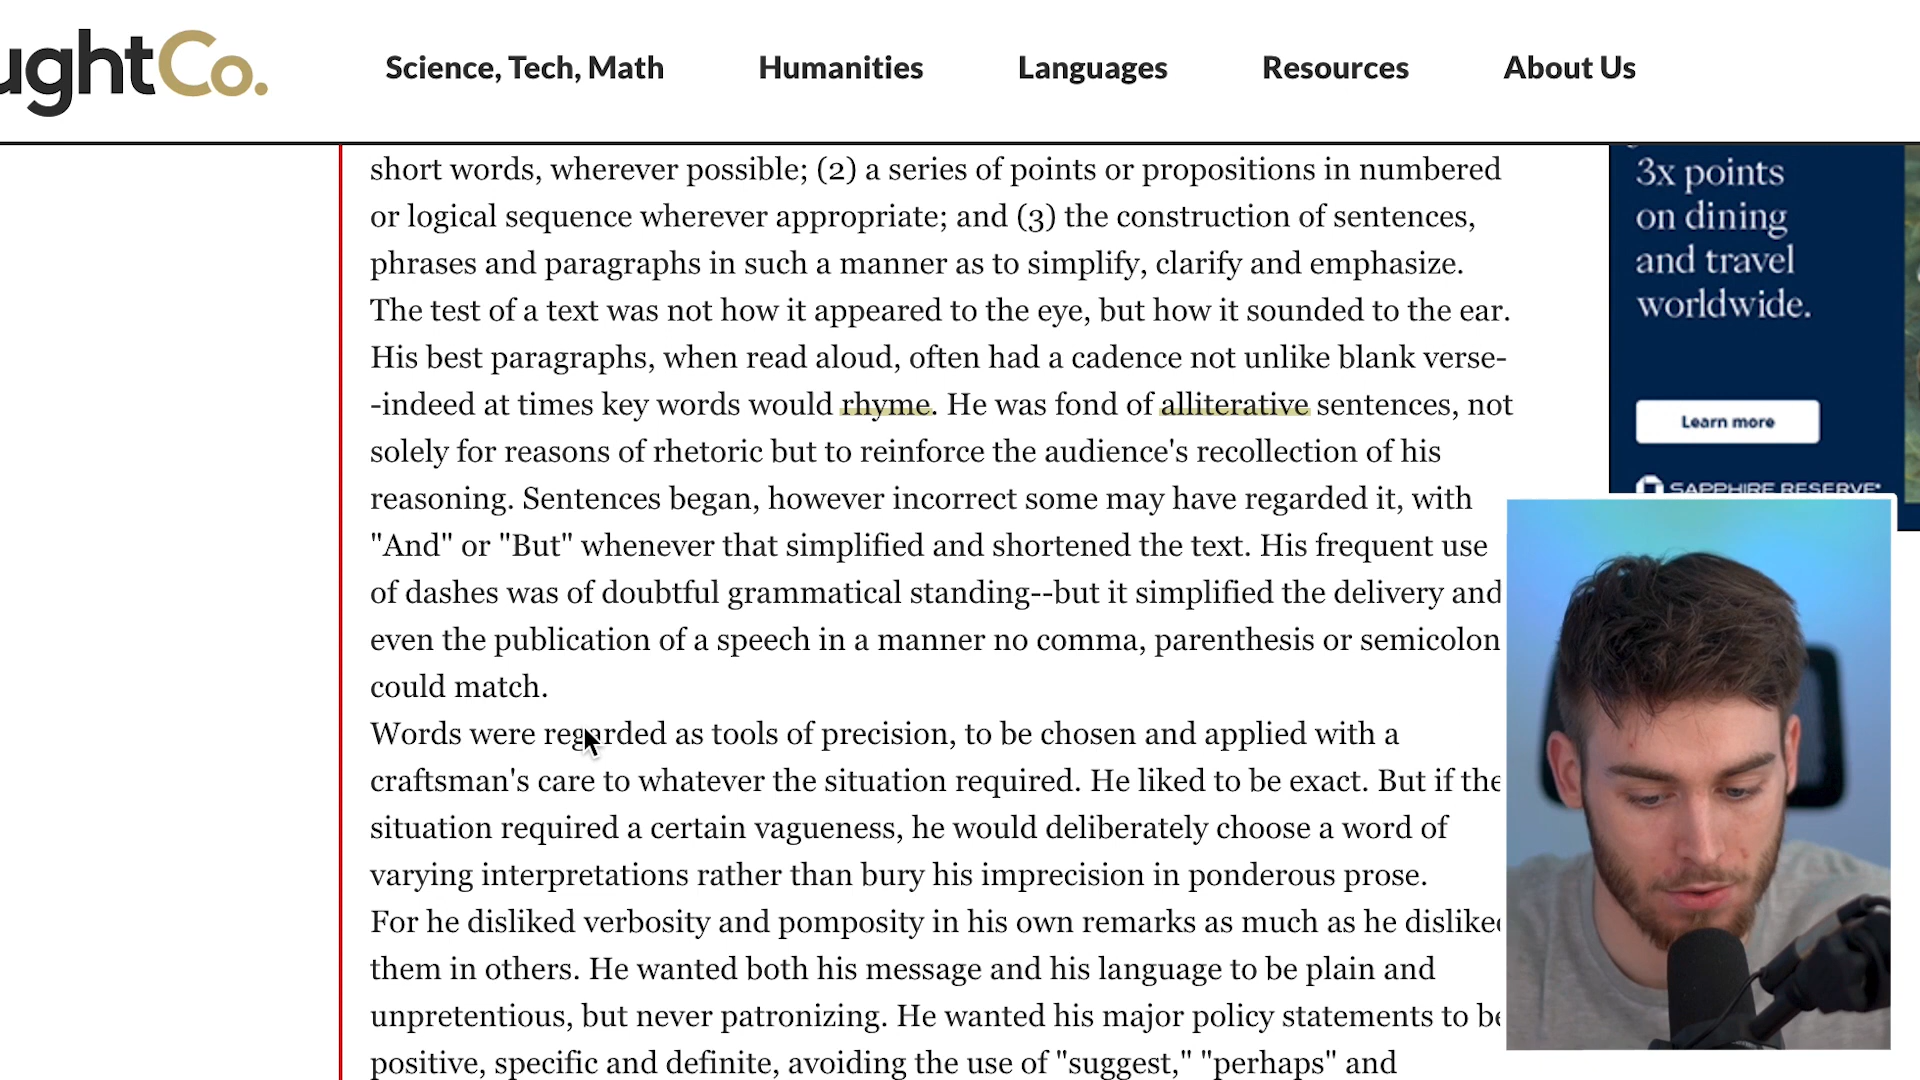 ughtCo.
Science, Tech, Math
Humanities
Languages
Resources
About Us
short words, wherever possible; (2) a series of points or propositions in numbered
or logical sequence wherever appropriate; and (3) the construction of sentences,
phrases and paragraphs in such a manner as to simplify, clarify and emphasize.
The test of a text was not how it appeared to the eye, but how it sounded to the ear.
His best paragraphs, when read aloud, often had a cadence not unlike blank verse-
-indeed at times key words would rhyme. He was fond of alliterative sentences, not
solely for reasons of rhetoric but to reinforce the audience's recollection of his
reasoning. Sentences began, however incorrect some may have regarded it, with
"And" or "But" whenever that simplified and shortened the text. His frequent use
of dashes was of doubtful grammatical standing--but it simplified the delivery and
even the publication of a speech in a manner no comma, parenthesis or semicolon
could match.
Words were regarded as tools of precision, to be chosen and applied with a
craftsman's care to whatever the situation required. He liked to be exact. But if the
situation required a certain vagueness, he would deliberately choose a word of
varying interpretations rather than bury his imprecision in ponderous prose.
For he disliked verbosity and pomposity in his own remarks as much as he dislike
them in others. He wanted both his message and his language to be plain and
unpretentious, but never patronizing. He wanted his major policy statements to be
positive, specific and definite, avoiding the use of "suggest," "perhaps" and
3x points
on dining
and travel
worldwide.
Learn more
SAPPHIRE RESERVE